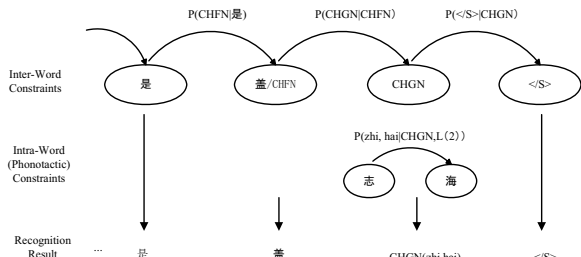 P(CHFN|是) P(CHGN|CHFN) P(</S>|CHGN)
Inter-Word
Constraints
是 盖/CHFN CHGN </S>
P(zhi, hai|CHGN,L(2))
Intra-Word
(Phonotactic)
Constraints
志 海
Recognition
Result
... 是 盖 CHGN(zhi hai) </S>